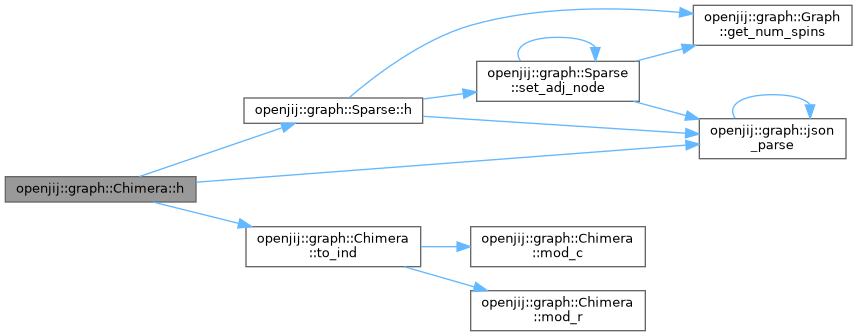 openjij::graph::Chimera::h
openjij::graph::Sparse::h
openjij::graph::Sparse
::set_adj_node
openjij::graph::Graph
::get_num_spins
openjij::graph::json
_parse
openjij::graph::Chimera
::to_ind
openjij::graph::Chimera
::mod_c
openjij::graph::Chimera
::mod_r